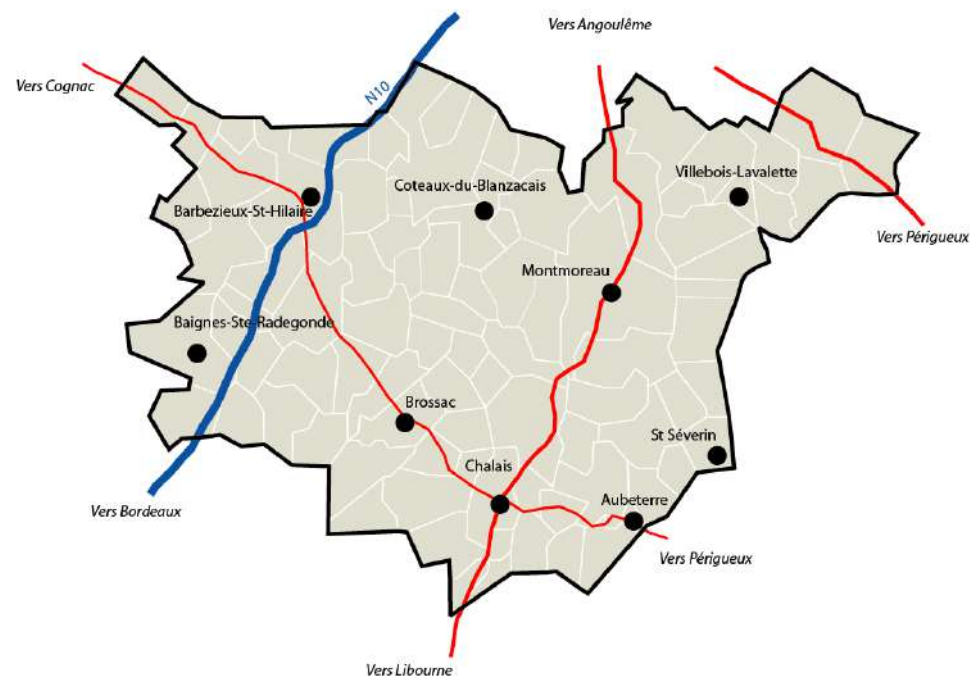 Vers Angoulême
Vers Cognac
N10
Coteaux-du-Blanzacais
Villebois-Lavalette
Barbezieux-St-Hilaire
Vers Périgueux
Montmoreau
Baignes-Ste-Radegonde
Brossac
St Séverin
Chalais
Aubeterre
Vers Bordeaux
Vers Périgueux
Vers Libourne